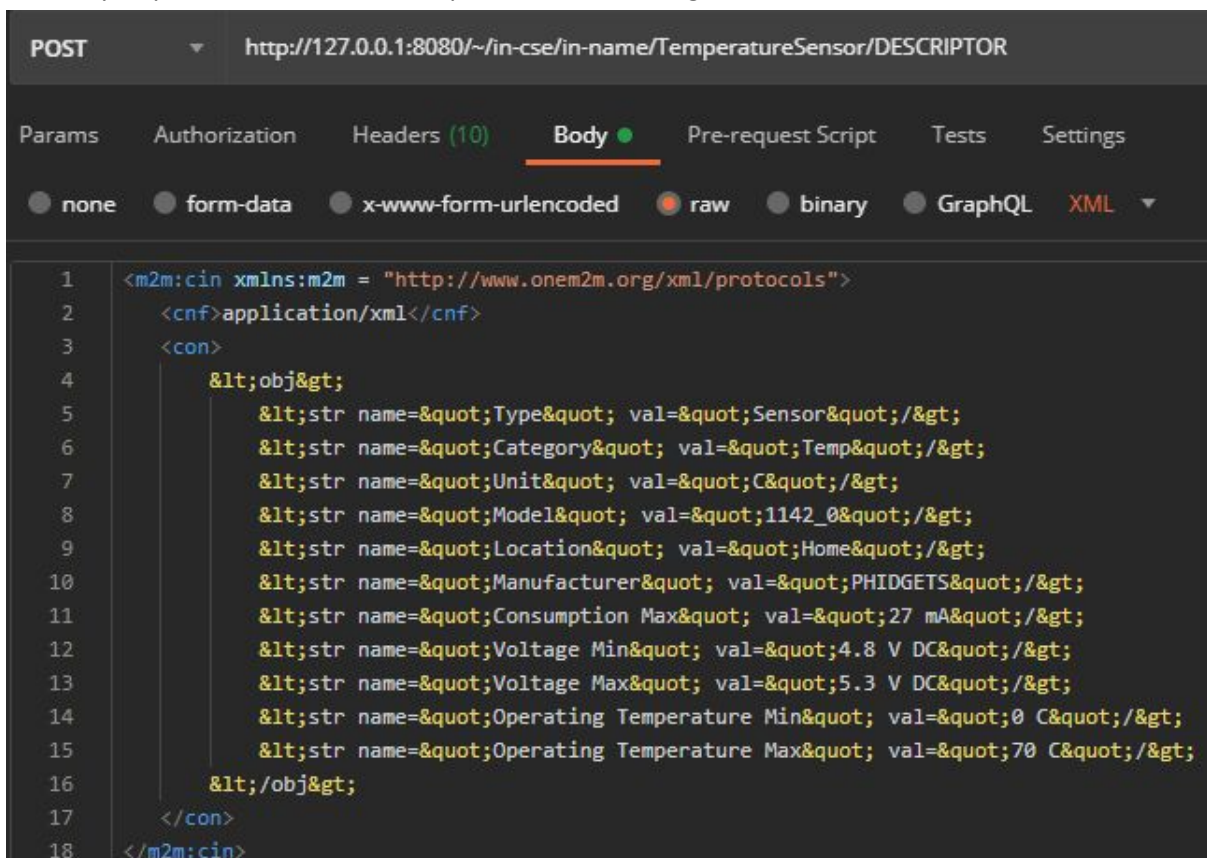 POST http://127.0.0.1:8080/~/in-cse/in-name/TemperatureSensor/DESCRIPTOR
Params Authorization Headers (10) Body Pre-request Script Tests Settings
none form-data x-www-form-urlencoded raw binary GraphQL XML
1 <m2m:cin xmlns:m2m = "http://www.onem2m.org/xml/protocols">
2 <cnf>application/xml</cnf>
3 <con>
4 &lt;obj&gt;
5 &lt;str name=&quot;Type&quot; val=&quot;Sensor&quot;/&gt;
6 &lt;str name=&quot;Category&quot; val=&quot;Temp&quot;/&gt;
7 &lt;str name=&quot;Unit&quot; val=&quot;C&quot;/&gt;
8 &lt;str name=&quot;Model&quot; val=&quot;1142_0&quot;/&gt;
9 &lt;str name=&quot;Location&quot; val=&quot;Home&quot;/&gt;
10 &lt;str name=&quot;Manufacturer&quot; val=&quot;PHIDGETS&quot;/&gt;
11 &lt;str name=&quot;Consumption Max&quot; val=&quot;27 mA&quot;/&gt;
12 &lt;str name=&quot;Voltage Min&quot; val=&quot;4.8 V DC&quot;/&gt;
13 &lt;str name=&quot;Voltage Max&quot; val=&quot;5.3 V DC&quot;/&gt;
14 &lt;str name=&quot;Operating Temperature Min&quot; val=&quot;0 C&quot;/&gt;
15 &lt;str name=&quot;Operating Temperature Max&quot; val=&quot;70 C&quot;/&gt;
16 &lt;/obj&gt;
17 </con>
18 </m2m:cin>